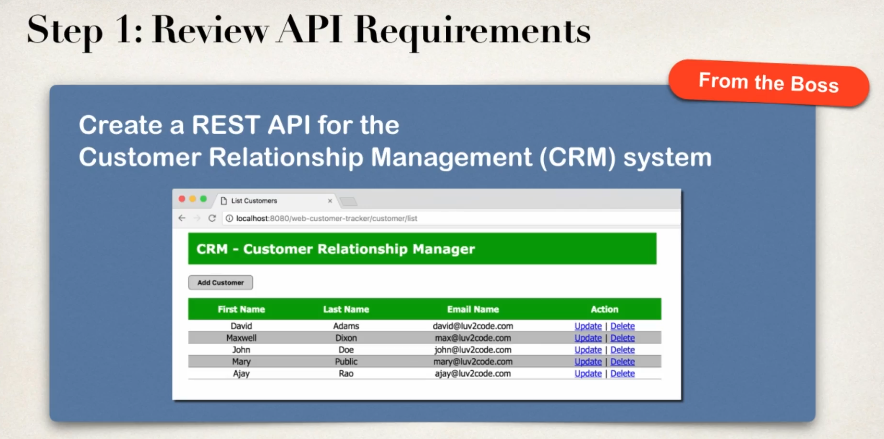 Step 1: Review API Requirements
From the Boss
Create a REST API for the
Customer Relationship Management (CRM) system
List Customers
localhost:8080/web-customer-tracker/customer/list
CRM - Customer Relationship Manager
Add Customer
First Name Last Name Email Name Action
David Adams david@luv2code.com Update | Delete
Maxwell Dixon max@luv2code.com Update | Delete
John Doe john@luv2code.com Update | Delete
Mary Public mary@luv2code.com Update | Delete
Ajay Rao ajay@luv2code.com Update | Delete